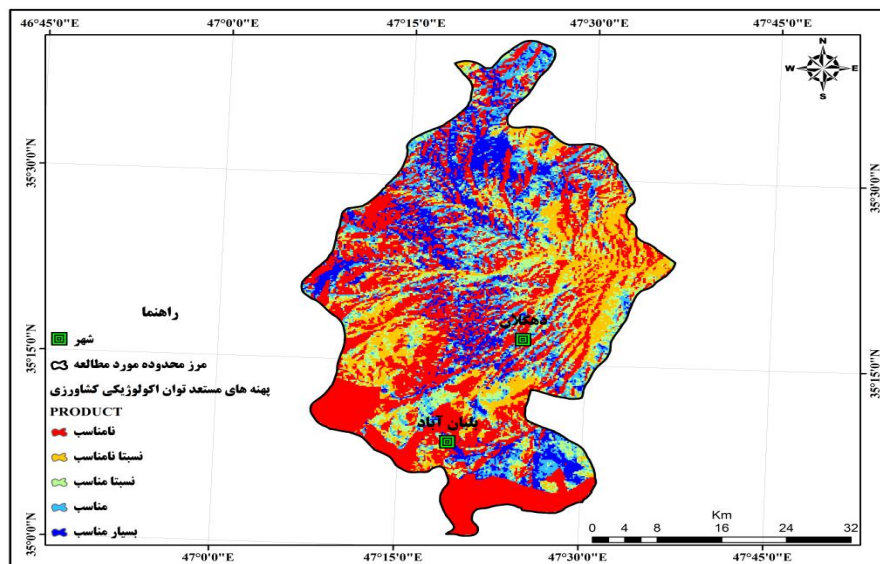 46°45'0"E 47°0'0"E 47°15'0"E 47°30'0"E 47°45'0"E
N
W E
S
35°30'0"N
35°30'0"N
35°15'0"N
35°15'0"N
35°0'0"N
دهگلان
بلبان آباد
راهنما
شهر
مرز محدوده مورد مطالعه
پهنه های مستعد توان اکولوژیکی کشاورزی
PRODUCT
نامناسب
نسبتا نامناسب
نسبتا مناسب
مناسب
بسیار مناسب
Km
0 2 4 8 16 24 32
47°0'0"E 47°15'0"E 47°30'0"E 47°45'0"E